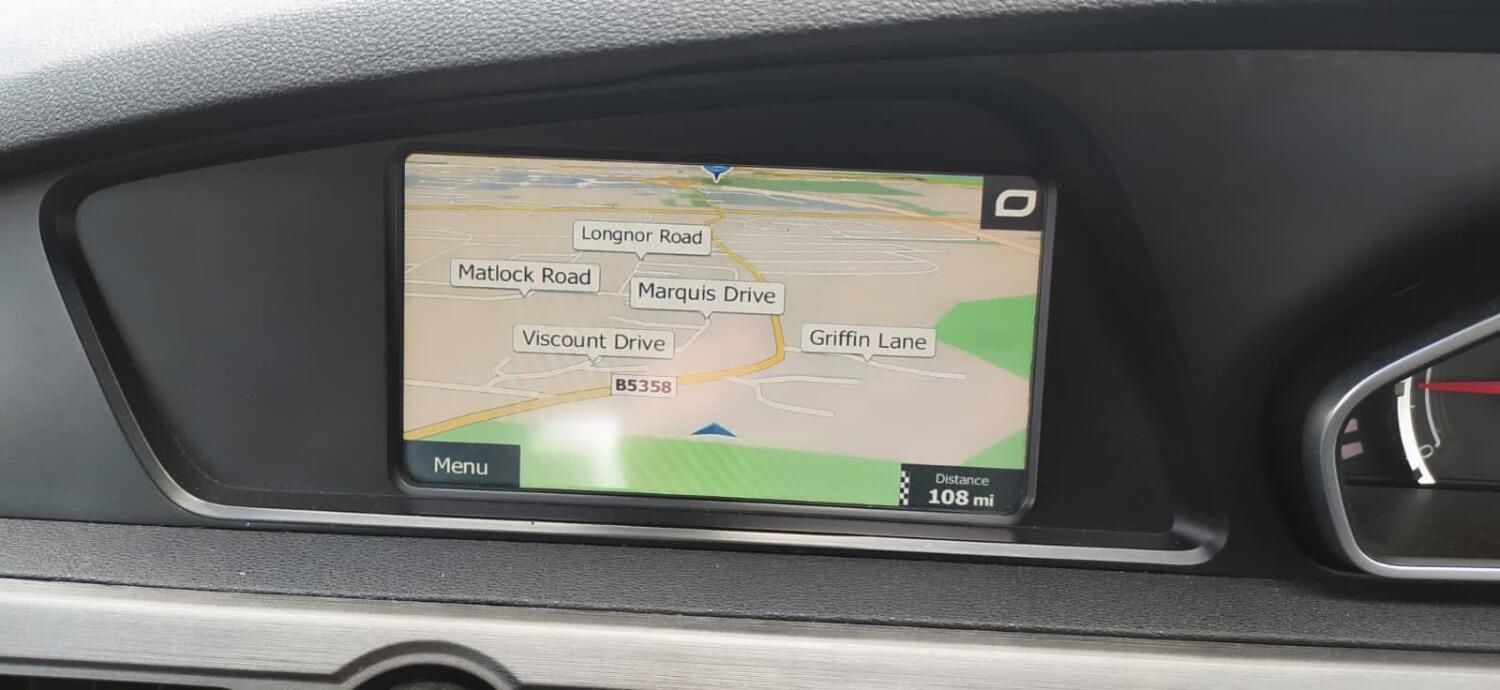 Longnor Road
Matlock Road
Marquis Drive
Viscount Drive
Griffin Lane
B5358
Menu
Distance
108 mi